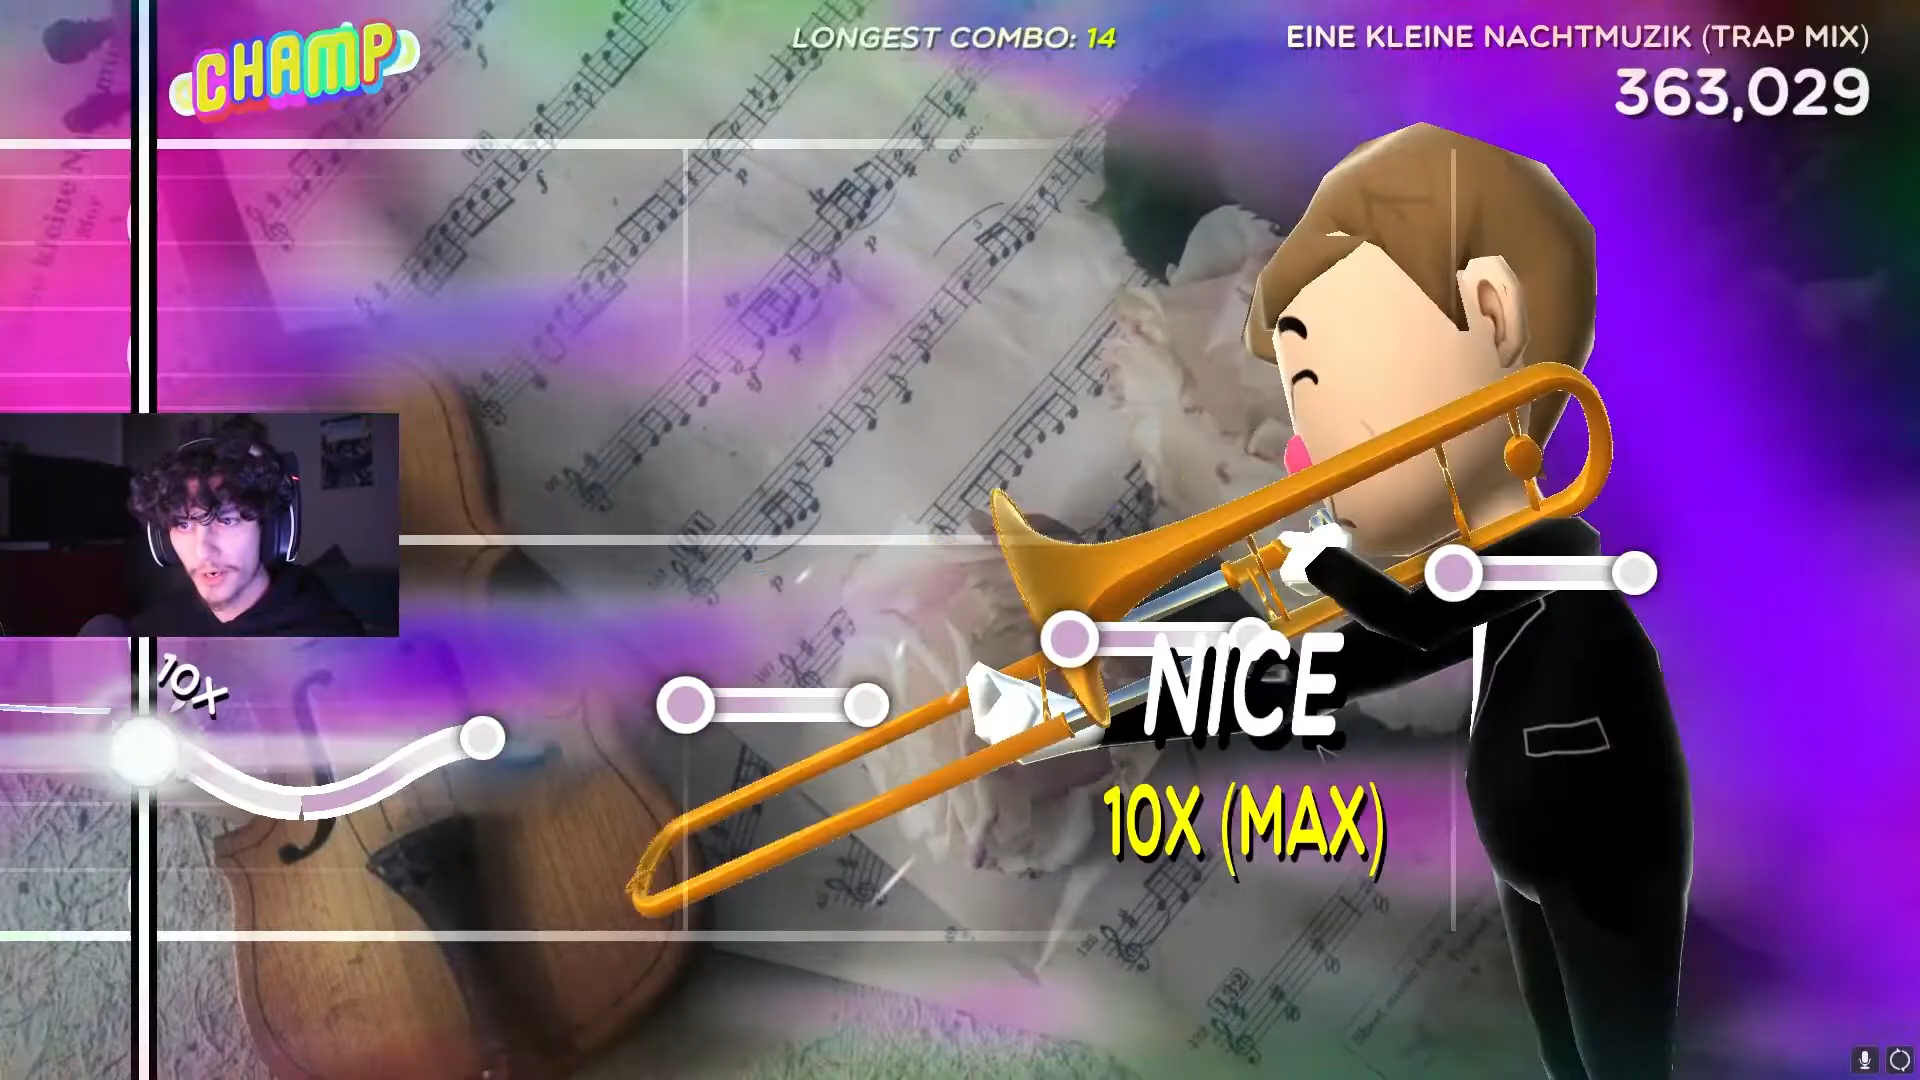 CHAMP
LONGEST COMBO: 14
EINE KLEINE NACHTMUZIK (TRAP MIX)
363,029
10X
NICE
10X (MAX)